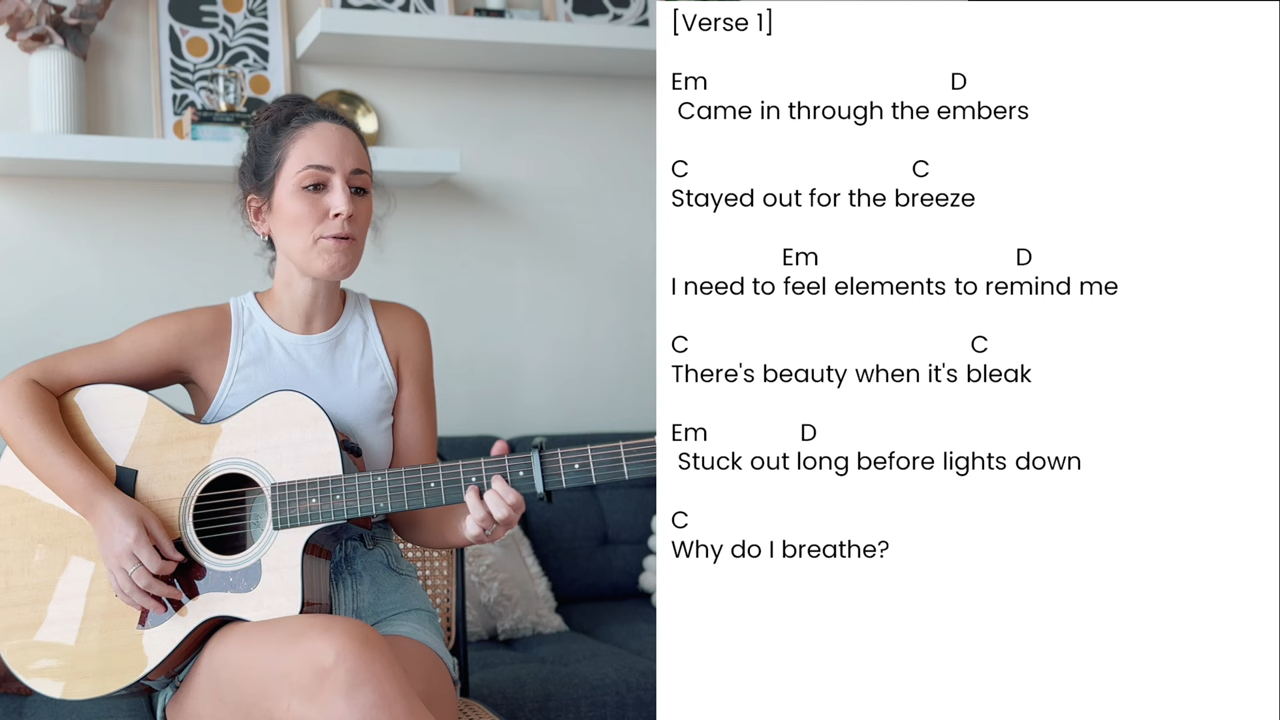 [Verse 1]
Em D
Came in through the embers
C C
Stayed out for the breeze
Em D
I need to feel elements to remind me
C C
There's beauty when it's bleak
Em D
Stuck out long before lights down
C
Why do I breathe?